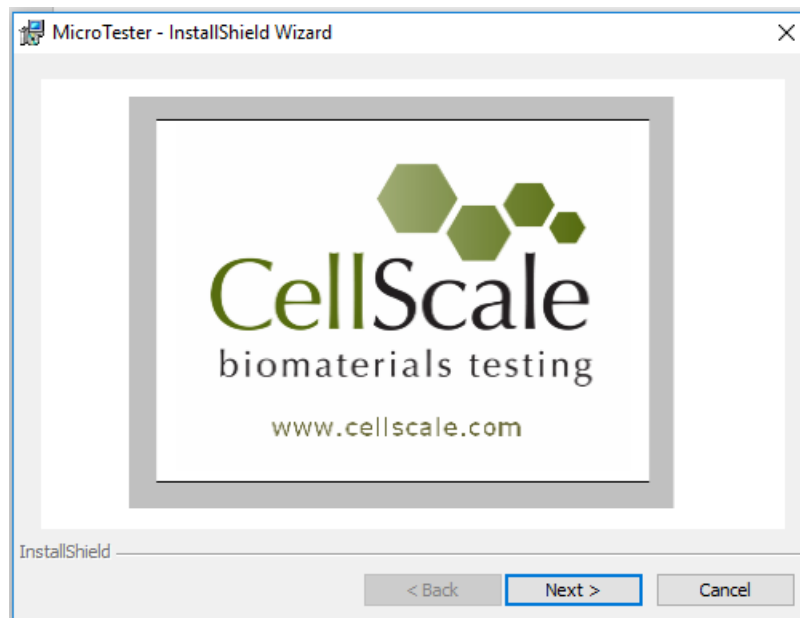 MicroTester - InstallShield Wizard
CellScale
biomaterials testing
www.cellscale.com
InstallShield
< Back
Next >
Cancel